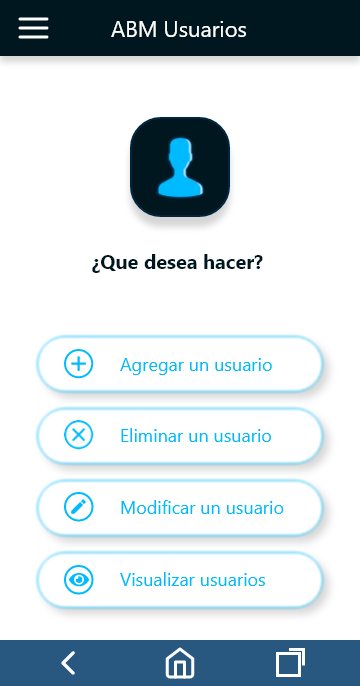 ABM Usuarios
¿Que desea hacer?
Agregar un usuario
Eliminar un usuario
Modificar un usuario
Visualizar usuarios